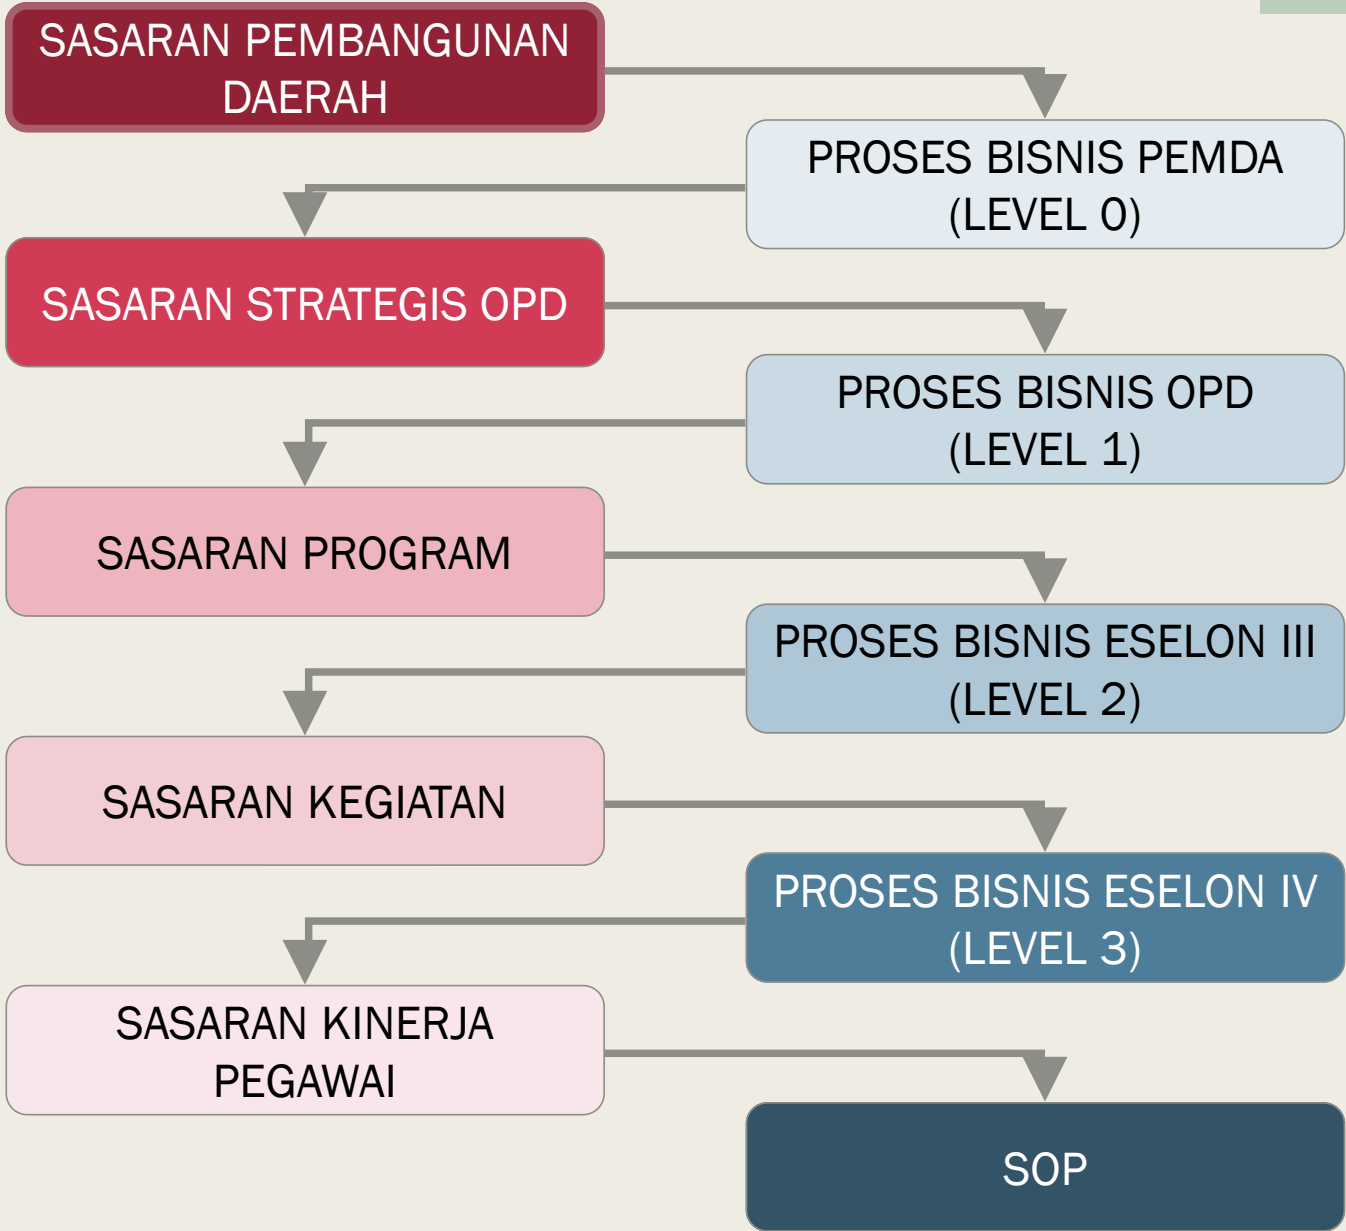 SASARAN PEMBANGUNAN
DAERAH
PROSES BISNIS PEMDA
(LEVEL 0)
SASARAN STRATEGIS OPD
PROSES BISNIS OPD
(LEVEL 1)
SASARAN PROGRAM
PROSES BISNIS ESELON III
(LEVEL 2)
SASARAN KEGIATAN
PROSES BISNIS ESELON IV
(LEVEL 3)
SASARAN KINERJA
PEGAWAI
SOP